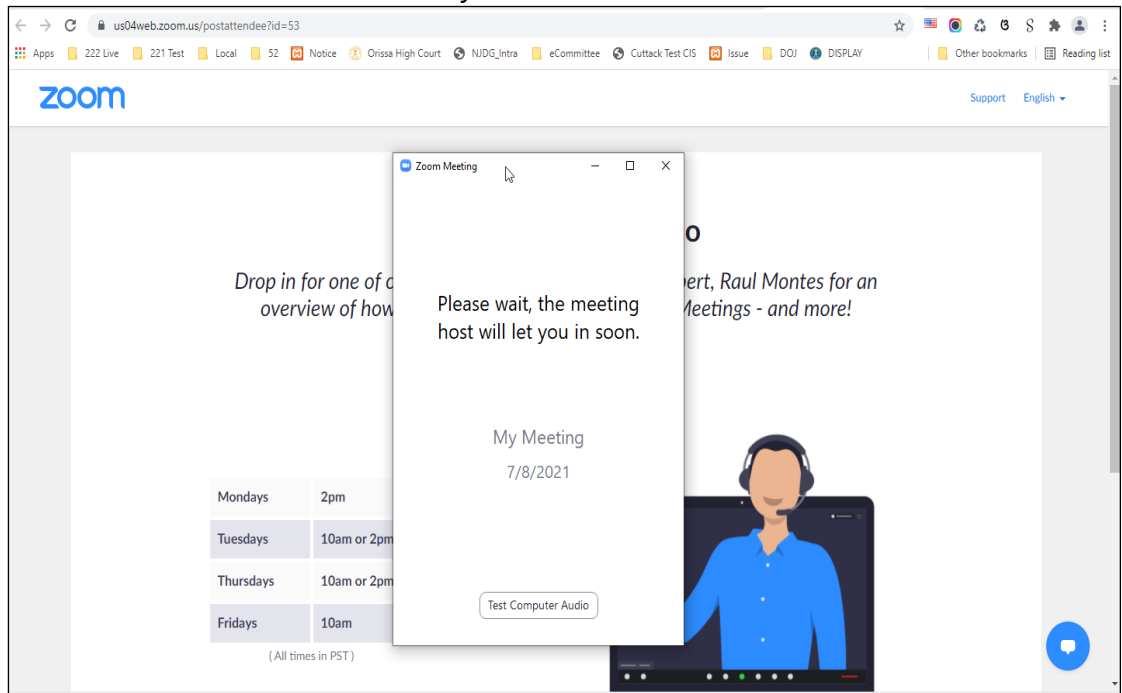 us04web.zoom.us/postattendee?id=53
Apps 222 Live 221 Test Local 52 Notice Orissa High Court NJDG_Intra eCommittee Cuttack Test CIS Issue DOJ DISPLAY Other bookmarks Reading list
zoom
Support English
Zoom Meeting
o
Drop in for one of
pert, Raul Montes for an
overview of how
Meetings - and more!
Please wait, the meeting
host will let you in soon.
My Meeting
7/8/2021
Mondays 2pm
Tuesdays 10am or 2pm
Thursdays 10am or 2pm
Fridays 10am
(All times in PST)
Test Computer Audio